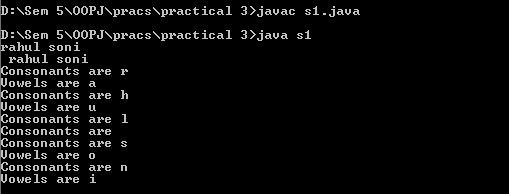 D:\Sem 5\OOPJ\pracs\practical 3>javac s1.java
D:\Sem 5\OOPJ\pracs\practical 3>java s1
rahul soni
 rahul soni
Consonants are r
Vowels are a
Consonants are h
Vowels are u
Consonants are l
Consonants are
Consonants are s
Vowels are o
Consonants are n
Vowels are i